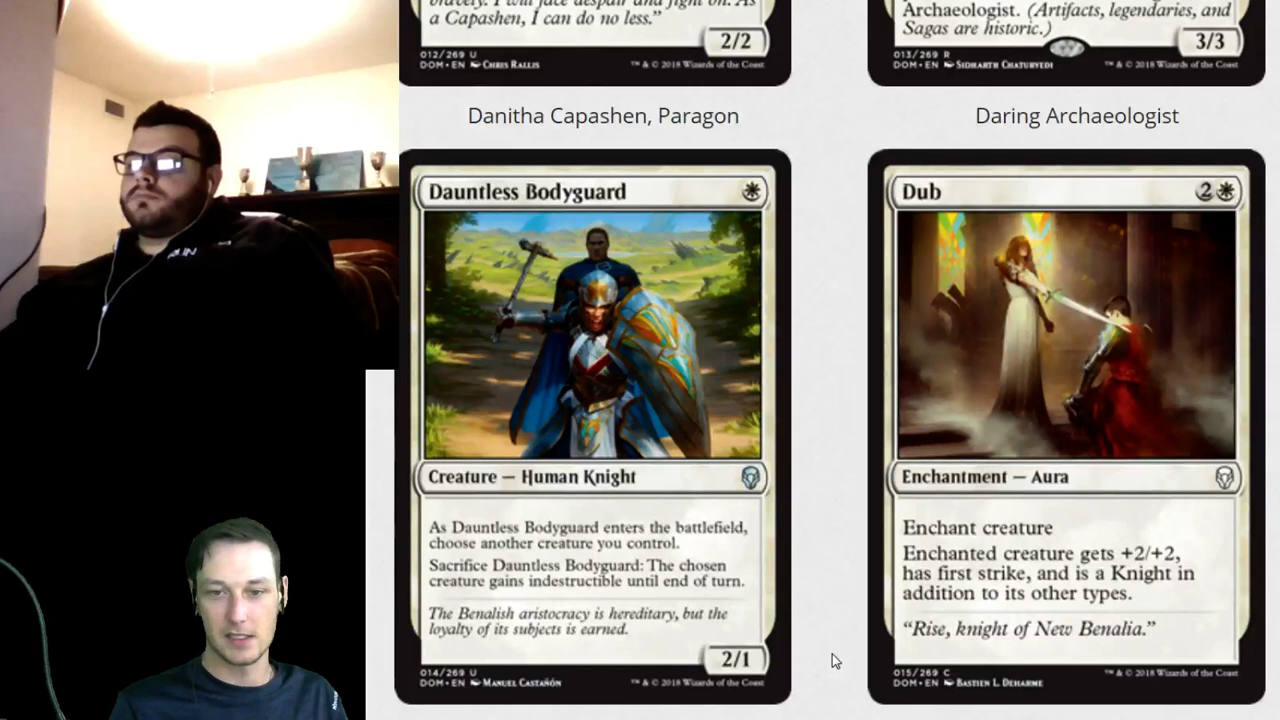 bravely. I will face despair and fight on. As
a Capashen, I can do no less."
2/2
012/269 U
DOM • EN CHRIS RALLIS
™ & © 2018 Wizards of the Coast
Archaeologist. (Artifacts, legendaries, and
Sagas are historic.)
3/3
013/269 R
DOM • EN SIDHARTH CHATURVEDI
™ & © 2018 Wizards of the Coast
Danitha Capashen, Paragon
Daring Archaeologist
Dauntless Bodyguard
Creature — Human Knight
As Dauntless Bodyguard enters the battlefield,
choose another creature you control.
Sacrifice Dauntless Bodyguard: The chosen
creature gains indestructible until end of turn.
The Benalish aristocracy is hereditary, but the
loyalty of its subjects is earned.
2/1
014/269 U
DOM • EN MANUEL CASTAÑÓN
™ & © 2018 Wizards of the Coast
Dub
2
Enchantment — Aura
Enchant creature
Enchanted creature gets +2/+2,
has first strike, and is a Knight in
addition to its other types.
"Rise, knight of New Benalia."
015/269 C
DOM • EN BASTIEN L. DEHARME
™ & © 2018 Wizards of the Coast